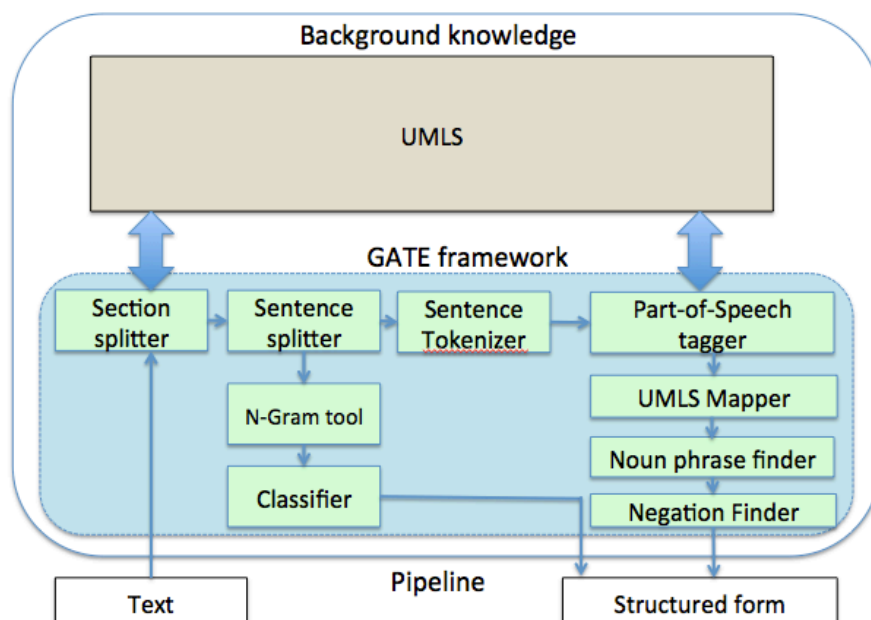 Background knowledge
UMLS
GATE framework
Section
splitter
Sentence
splitter
Sentence
Tokenizer
Part-of-Speech
tagger
N-Gram tool
UMLS Mapper
Noun phrase finder
Classifier
Negation Finder
Pipeline
Text
Structured form